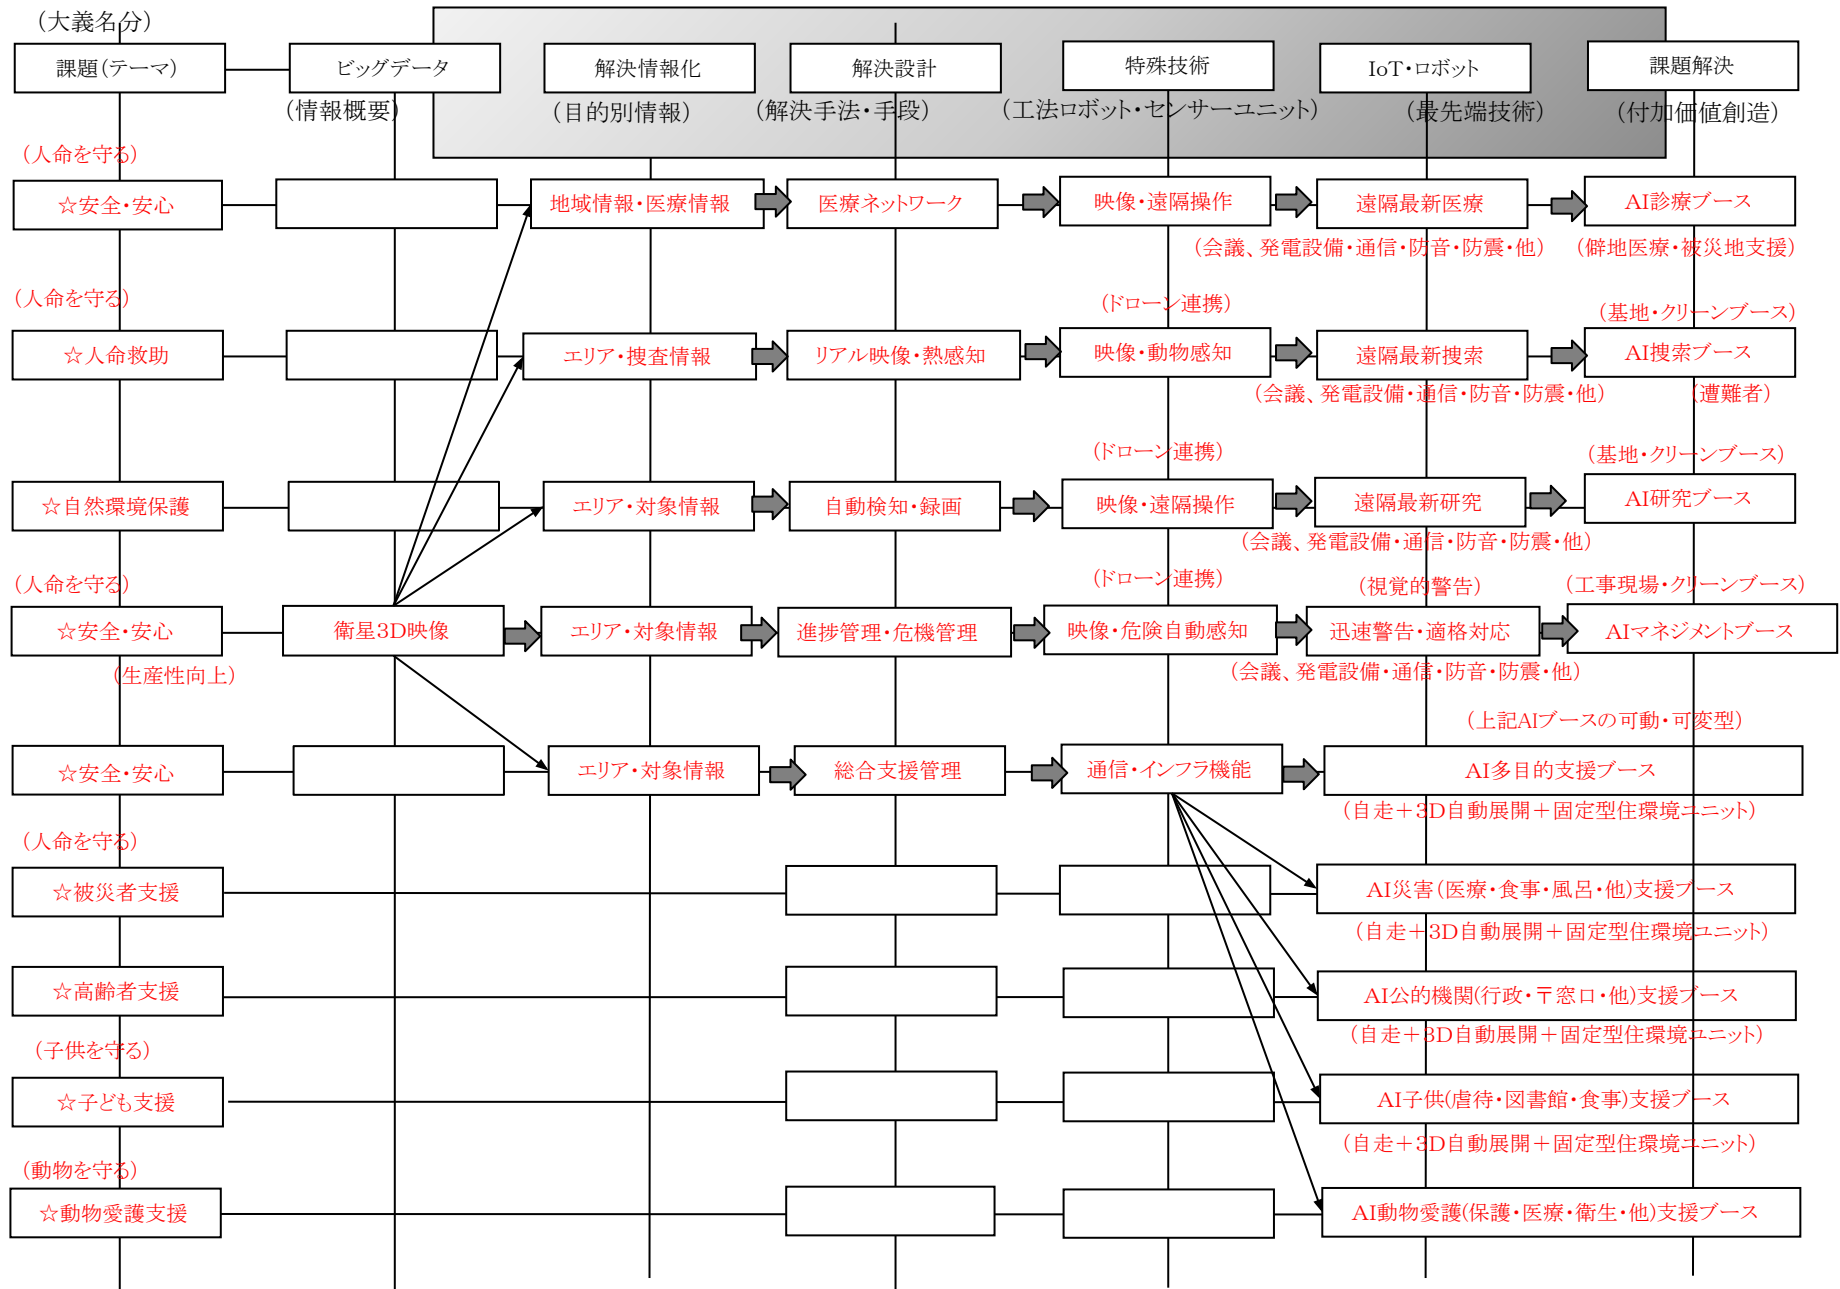 （大義名分）
課題（テーマ）
ビッグデータ
解決情報化
解決設計
特殊技術
IoT・ロボット
課題解決
（情報概要）
（目的別情報）
（解決手法・手段）
（工法ロボット・センサーユニット）
（最先端技術）
（付加価値創造）
（人命を守る）
☆安全・安心
地域情報・医療情報
医療ネットワーク
映像・遠隔操作
遠隔最新医療
AI診療ブース
（会議、発電設備・通信・防音・防震・他）
（僻地医療・被災地支援）
（人命を守る）
（ドローン連携）
（基地・クリーンブース）
☆人命救助
エリア・捜査情報
リアル映像・熱感知
映像・動物感知
遠隔最新捜索
AI捜索ブース
（会議、発電設備・通信・防音・防震・他）
（遭難者）
（ドローン連携）
（基地・クリーンブース）
☆自然環境保護
エリア・対象情報
自動検知・録画
映像・遠隔操作
遠隔最新研究
AI研究ブース
（会議、発電設備・通信・防音・防震・他）
（人命を守る）
（ドローン連携）
（視覚的警告）
（工事現場・クリーンブース）
☆安全・安心
衛星3D映像
エリア・対象情報
進捗管理・危機管理
映像・危険自動感知
迅速警告・適格対応
AIマネジメントブース
（生産性向上）
（会議、発電設備・通信・防音・防震・他）
（上記AIブースの可動・可変型）
☆安全・安心
エリア・対象情報
総合支援管理
通信・インフラ機能
AI多目的支援ブース
（自走＋3D自動展開＋固定型住環境ユニット）
（人命を守る）
☆被災者支援
AI災害（医療・食事・風呂・他)支援ブース
（自走＋3D自動展開＋固定型住環境ユニット）
☆高齢者支援
AI公的機関(行政・〒窓口・他)支援ブース
（自走＋3D自動展開＋固定型住環境ユニット）
（子供を守る）
☆子ども支援
AI子供(虐待・図書館・食事)支援ブース
（自走＋3D自動展開＋固定型住環境ユニット）
（動物を守る）
☆動物愛護支援
AI動物愛護(保護・医療・衛生・他)支援ブース